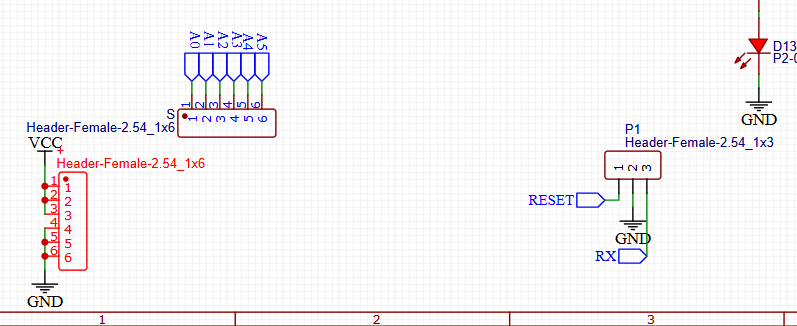 A0 A1 A2 A3 A4 A5
1 2 3 4 5 6
S 1 2 3 4 5 6
Header-Female-2.54_1x6
VCC
+
Header-Female-2.54_1x6
1 1
2 2
3 3
4 4
5 5
6 6
GND
D13
GND
P1
Header-Female-2.54_1x3
1 2 3
RESET
GND
RX
1 2 3